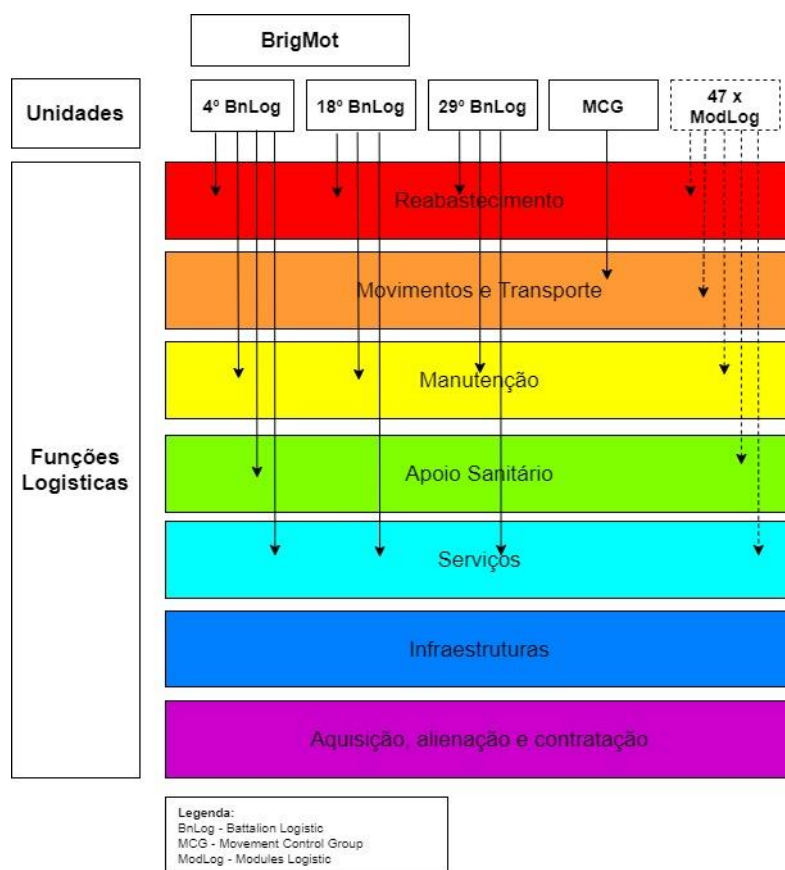 BrigMot
Unidades
4º BnLog
18º BnLog
29º BnLog
MCG
47 x
ModLog
Funções
Logisticas
Reabastecimento
Movimentos e Transporte
Manutenção
Apoio Sanitário
Serviços
Infraestruturas
Aquisição, alienação e contratação
Legenda:
BnLog - Battalion Logistic
MCG - Movement Control Group
ModLog - Modules Logistic